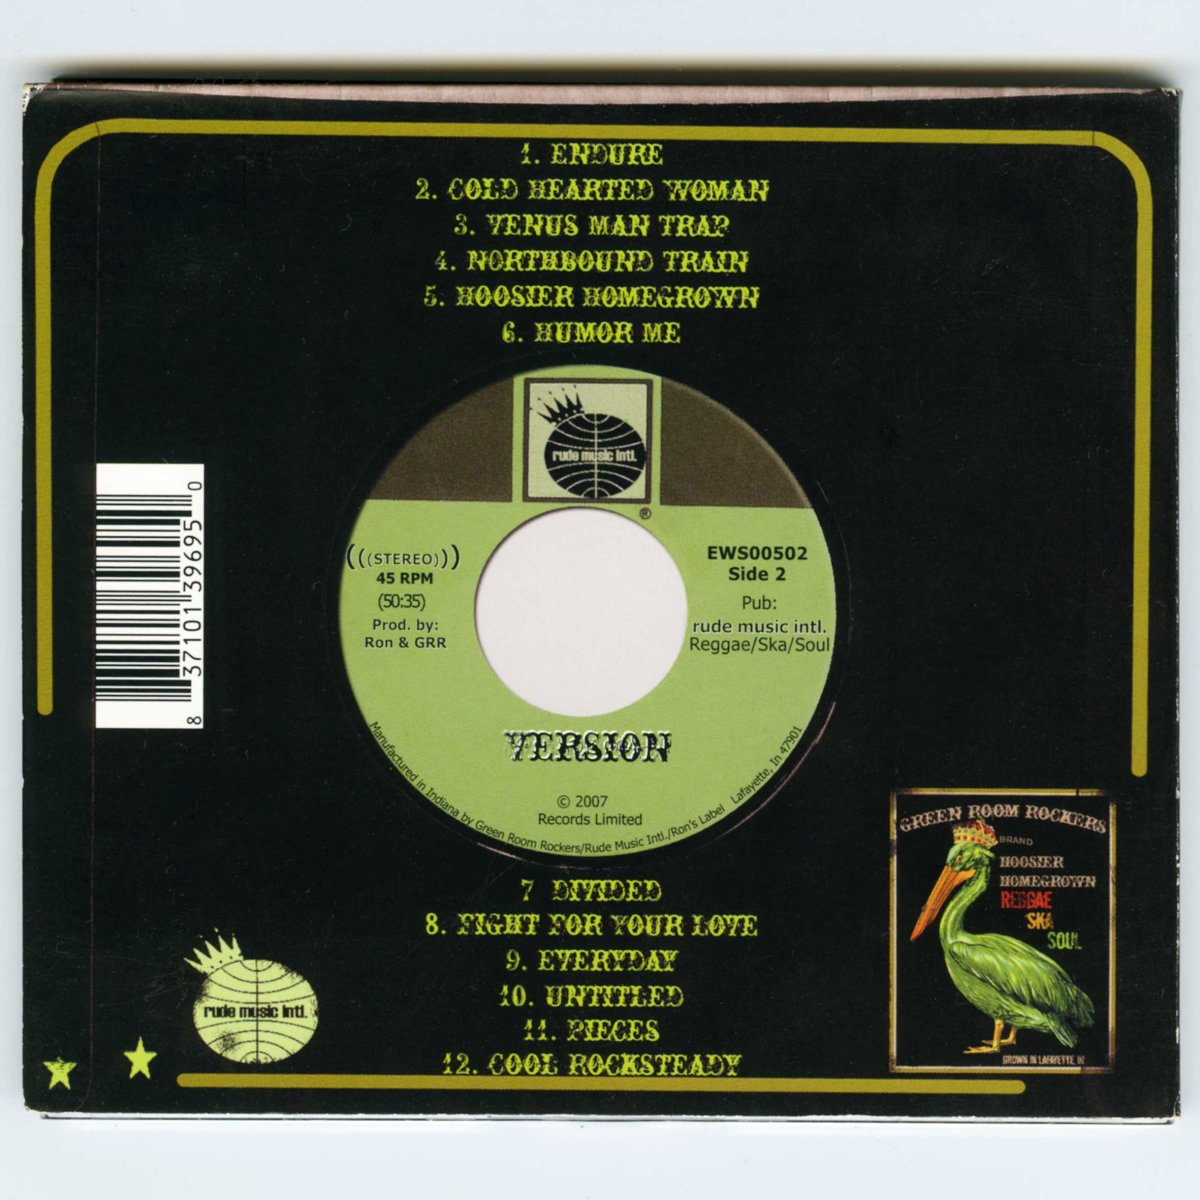 1. ENDURE
2. COLD HEARTED WOMAN
3. VENUS MAN TRAP
4. NORTHBOUND TRAIN
5. HOOSIER HOMEGROWN
6. HUMOR ME
rude music intl.
®
(((STEREO)))
45 RPM
(50:35)
Prod. by:
Ron & GRR
EWS00502
Side 2
Pub:
rude music intl.
Reggae/Ska/Soul
VERSION
© 2007
Records Limited
Manufactured in Indiana by Green Room Rockers/Rude Music Intl./Ron's Label Lafayette, In 47901
8 37101 39695 0
7 DIVIDED
8. FIGHT FOR YOUR LOVE
9. EVERYDAY
10. UNTITLED
11. PIECES
12. COOL ROCKSTEADY
rude music intl.
GREEN ROOM ROCKERS
BRAND
HOOSIER
HOMEGROWN
REGGAE
SKA
SOUL
GROWN IN LAFAYETTE, IN